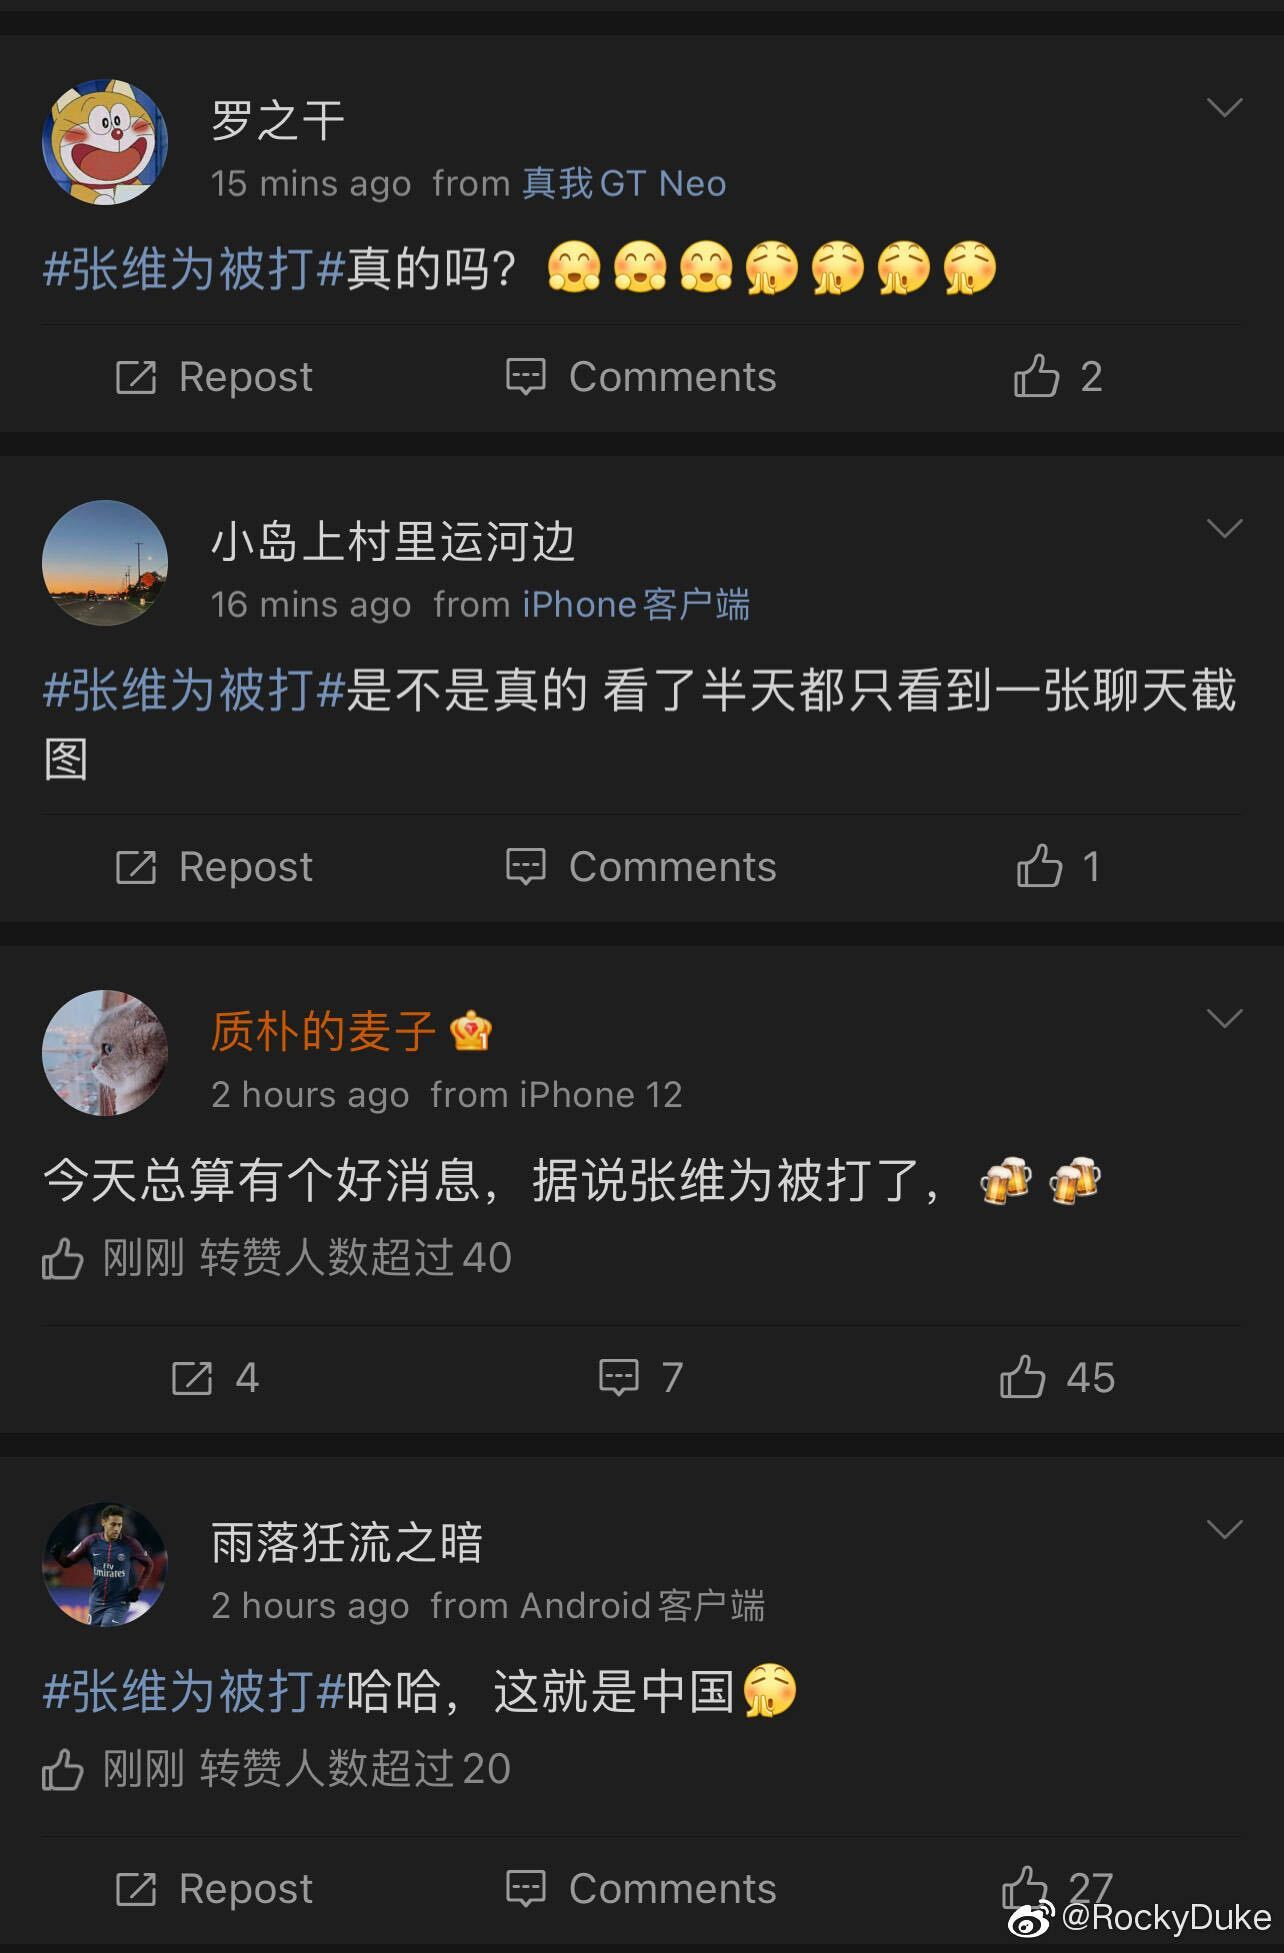 罗之干
15 mins ago from 真我GT Neo
#张维为被打#真的吗？🤗🤗🤗
Repost Comments 2
小岛上村里运河边
16 mins ago from iPhone客户端
#张维为被打#是不是真的 看了半天都只看到一张聊天截
图
Repost Comments 1
质朴的麦子
2 hours ago from iPhone 12
今天总算有个好消息，据说张维为被打了，🍻🍻
刚刚 转赞人数超过40
4 7 45
雨落狂流之暗
2 hours ago from Android客户端
#张维为被打#哈哈，这就是中国
刚刚 转赞人数超过20
Repost Comments 27
@RockyDuke
Fly
Emirates